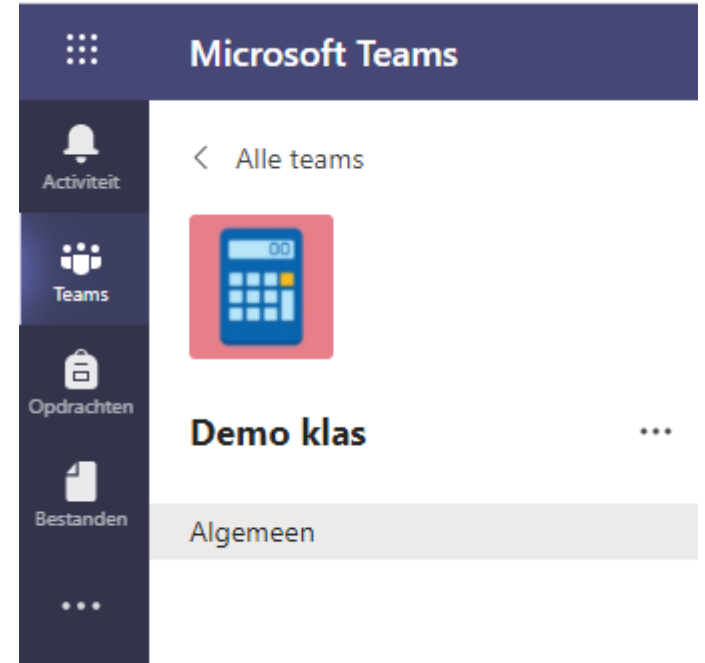 Microsoft Teams
Activiteit
Teams
Opdrachten
Bestanden
Alle teams
00
Demo klas
Algemeen